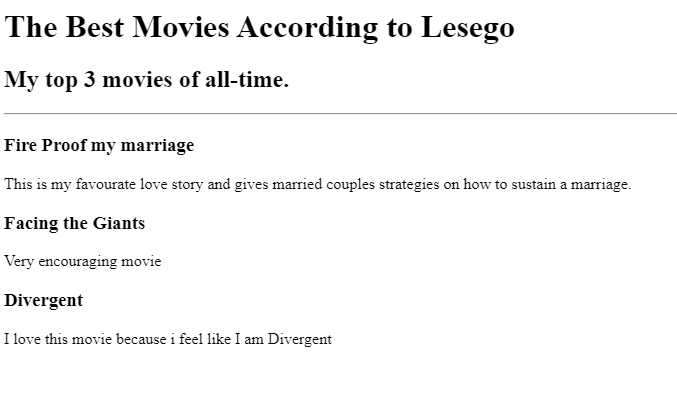 The Best Movies According to Lesego
My top 3 movies of all-time.
Fire Proof my marriage
This is my favourate love story and gives married couples strategies on how to sustain a marriage.
Facing the Giants
Very encouraging movie
Divergent
I love this movie because i feel like I am Divergent